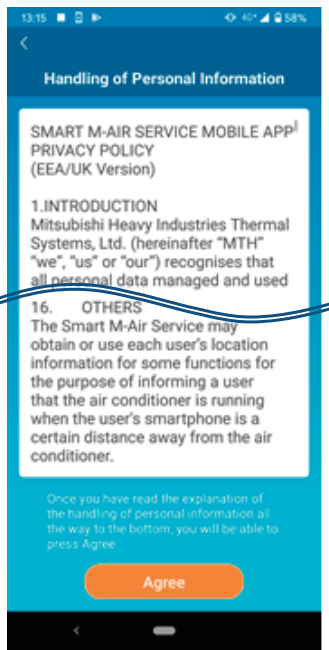 13:15 58%
Handling of Personal Information
SMART M-AIR SERVICE MOBILE APP
PRIVACY POLICY
(EEA/UK Version)
1.INTRODUCTION
Mitsubishi Heavy Industries Thermal
Systems, Ltd. (hereinafter “MTH”
“we”, “us” or “our”) recognises that
all personal data managed and used
16. OTHERS
The Smart M-Air Service may
obtain or use each user's location
information for some functions for
the purpose of informing a user
that the air conditioner is running
when the user's smartphone is a
certain distance away from the air
conditioner.
Once you have read the explanation of
the handling of personal information all
the way to the bottom, you will be able to
press Agree.
Agree